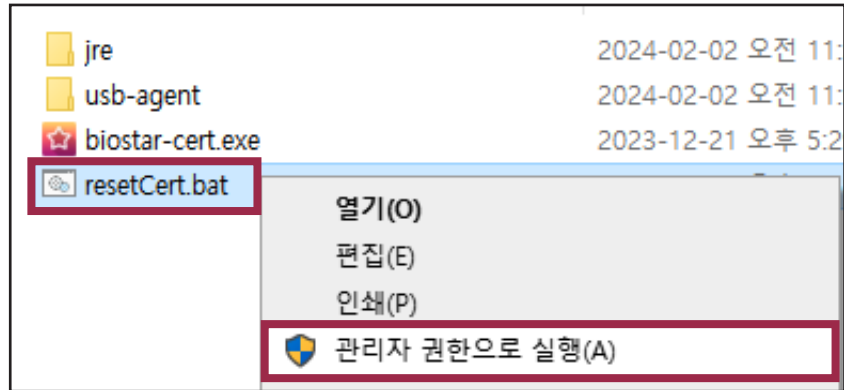 jre 2024-02-02 오전 11:
usb-agent 2024-02-02 오전 11:
biostar-cert.exe 2023-12-21 오후 5:2
resetCert.bat
열기(O)
편집(E)
인쇄(P)
관리자 권한으로 실행(A)